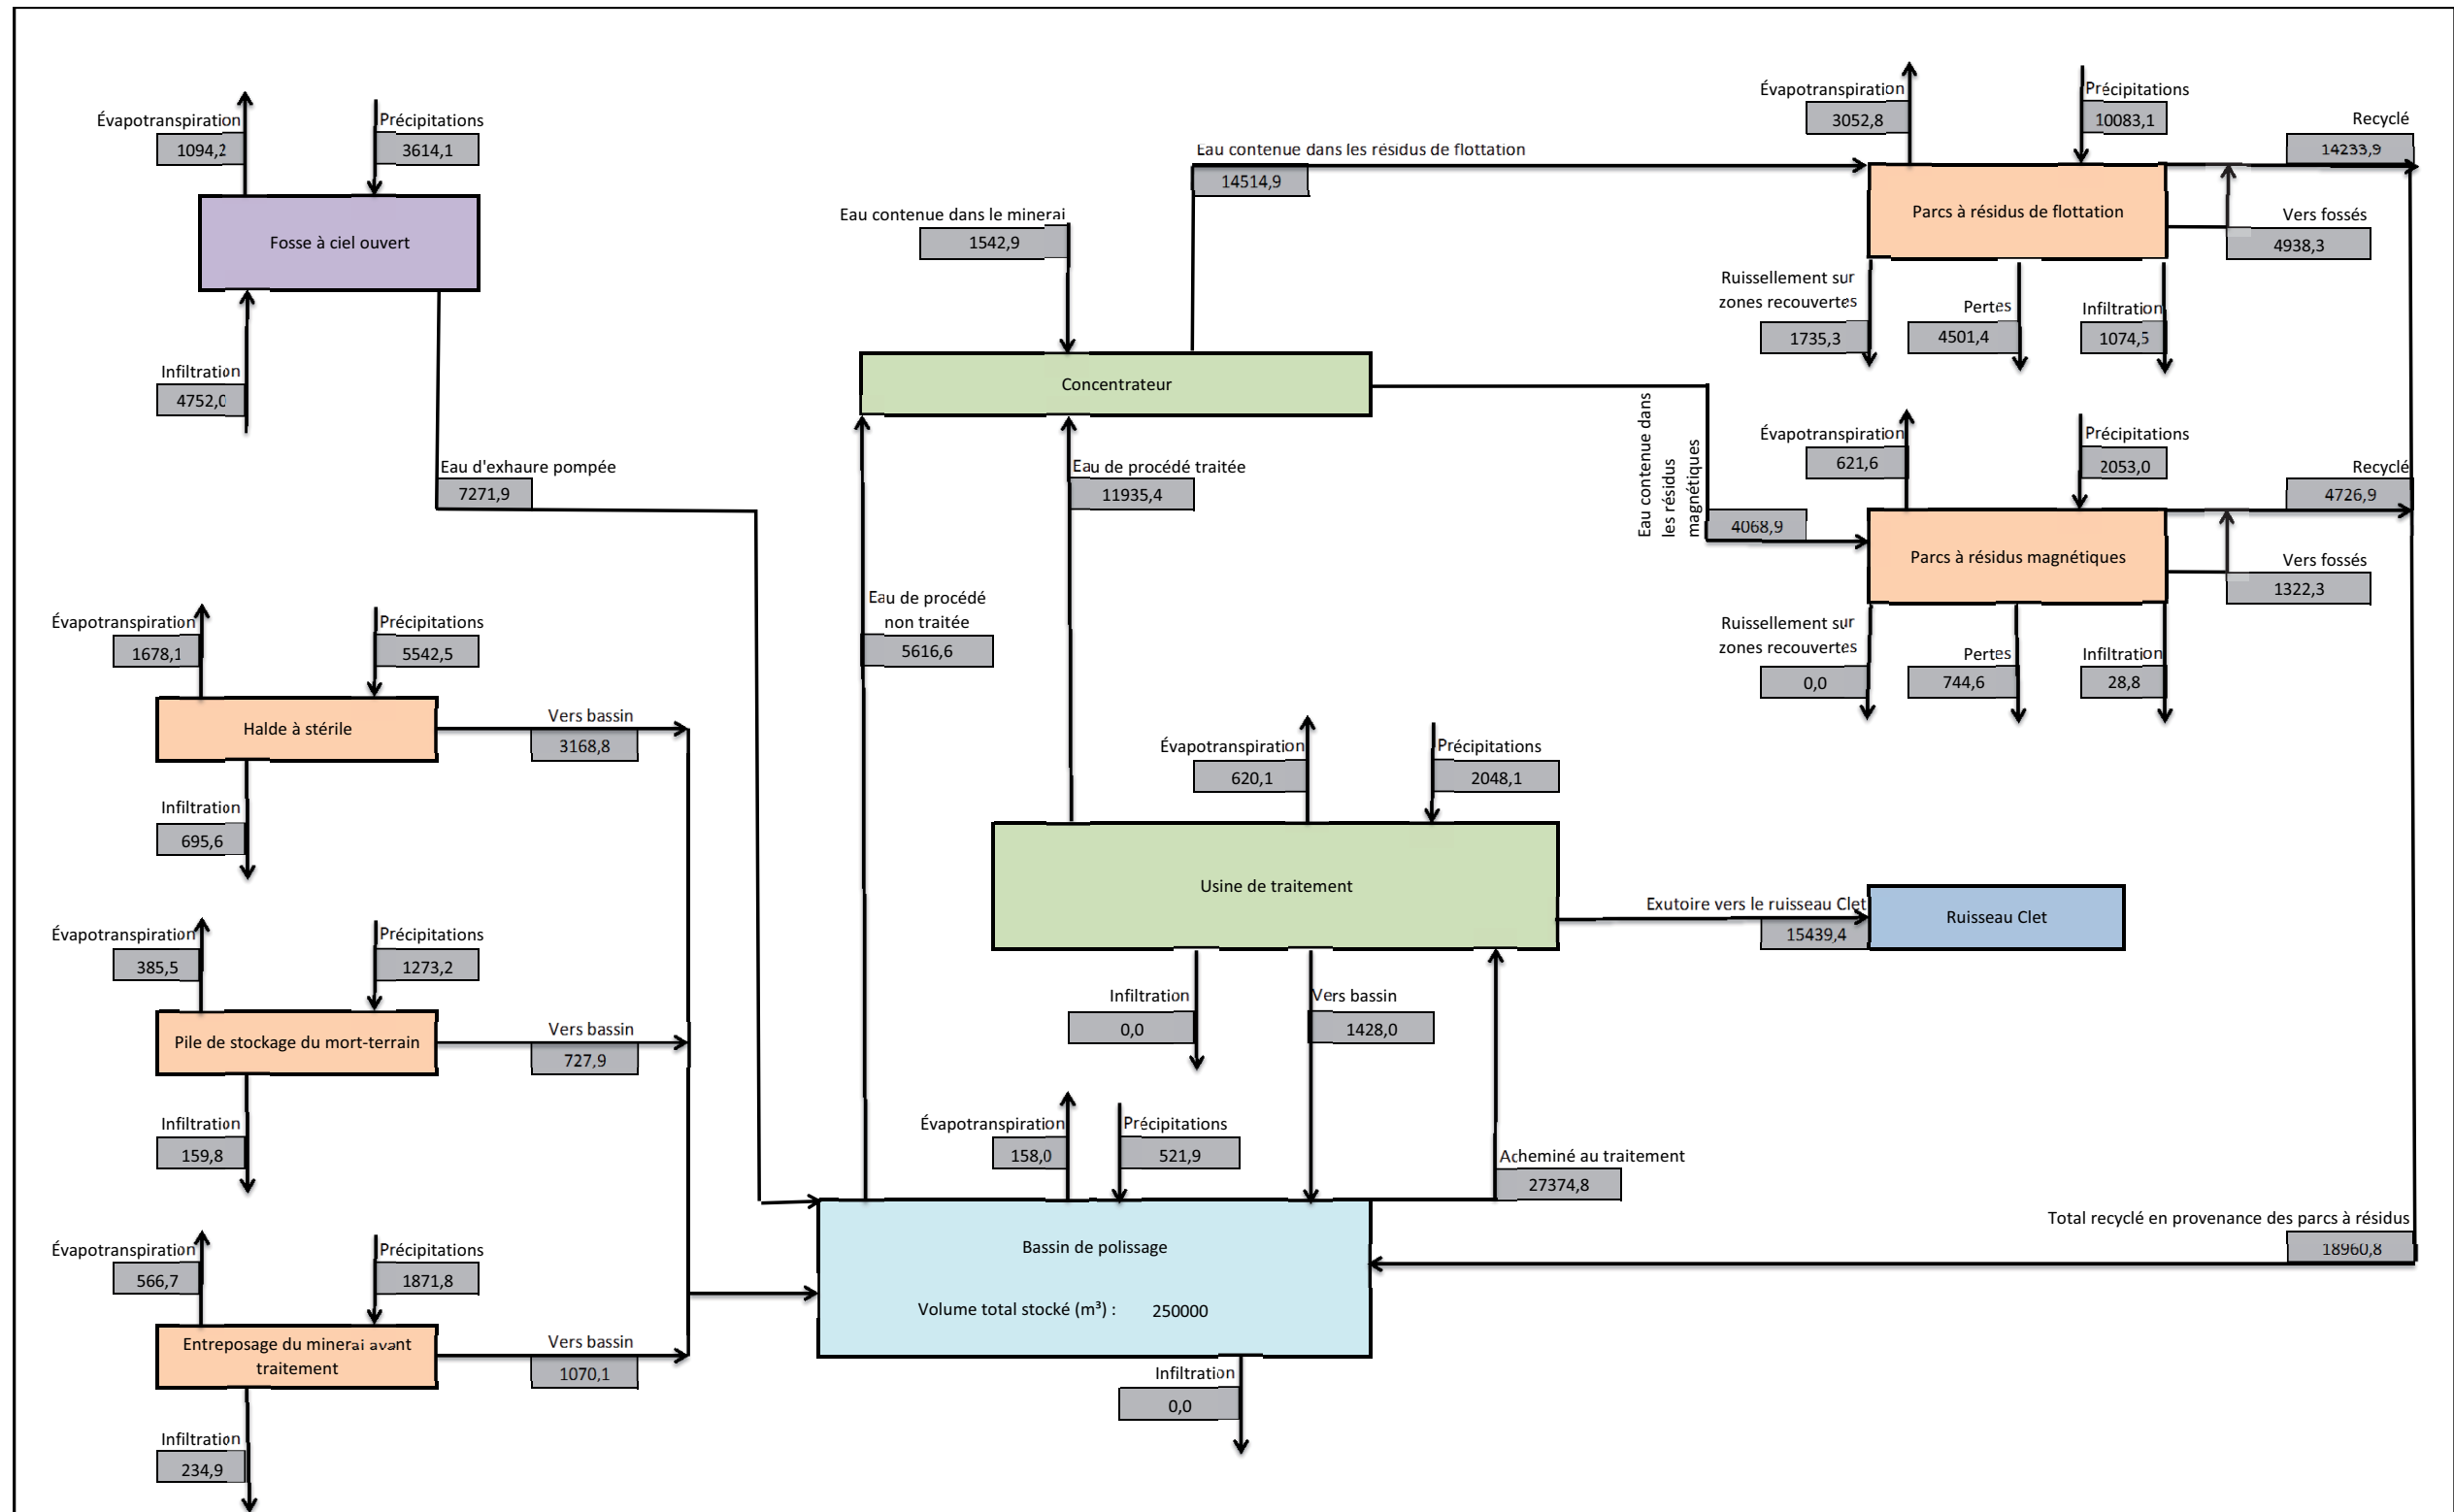 Évapotranspiration
1094,2
Précipitations
3614,1
Fosse à ciel ouvert
Infiltration
4752,0
Eau d'exhaure pompée
7271,9
Évapotranspiration
1678,1
Précipitations
5542,5
Halde à stérile
Vers bassin
3168,8
Infiltration
695,6
Évapotranspiration
385,5
Précipitations
1273,2
Pile de stockage du mort-terrain
Vers bassin
727,9
Infiltration
159,8
Évapotranspiration
566,7
Précipitations
1871,8
Entreposage du minerai avant
traitement
Vers bassin
1070,1
Infiltration
234,9
Eau contenue dans le minerai
1542,9
Eau contenue dans les résidus de flottation
14514,9
Concentrateur
Eau de procédé traitée
11935,4
Eau de procédé
non traitée
5616,6
Eau contenue dans
les résidus
magnétiques
4068,9
Évapotranspiration
620,1
Précipitations
2048,1
Usine de traitement
Exutoire vers le ruisseau Clet
15439,4
Ruisseau Clet
Infiltration
0,0
Vers bassin
1428,0
Évapotranspiration
158,0
Précipitations
521,9
Acheminé au traitement
27374,8
Bassin de polissage
Volume total stocké (m³) : 250000
Infiltration
0,0
Évapotranspiration
3052,8
Précipitations
10083,1
Recyclé
14233,9
Parcs à résidus de flottation
Vers fossés
4938,3
Ruissellement sur
zones recouvertes
1735,3
Pertes
4501,4
Infiltration
1074,5
Évapotranspiration
621,6
Précipitations
2053,0
Recyclé
4726,9
Parcs à résidus magnétiques
Vers fossés
1322,3
Ruissellement sur
zones recouvertes
0,0
Pertes
744,6
Infiltration
28,8
Total recyclé en provenance des parcs à résidus
18960,8